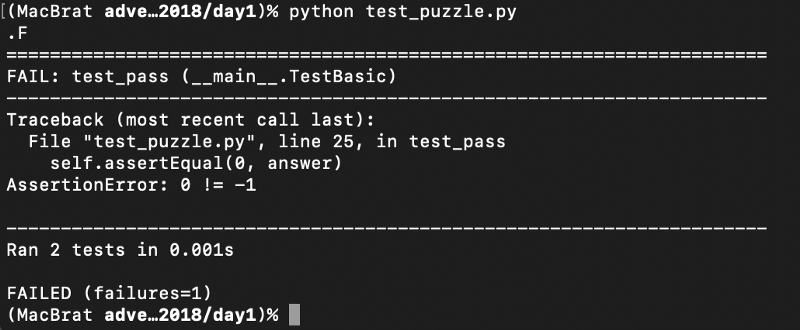 [(MacBrat adve…2018/day1)% python test_puzzle.py
.F
======================================================================
FAIL: test_pass (__main__.TestBasic)
----------------------------------------------------------------------
Traceback (most recent call last):
  File "test_puzzle.py", line 25, in test_pass
    self.assertEqual(0, answer)
AssertionError: 0 != -1

----------------------------------------------------------------------
Ran 2 tests in 0.001s

FAILED (failures=1)
(MacBrat adve…2018/day1)%